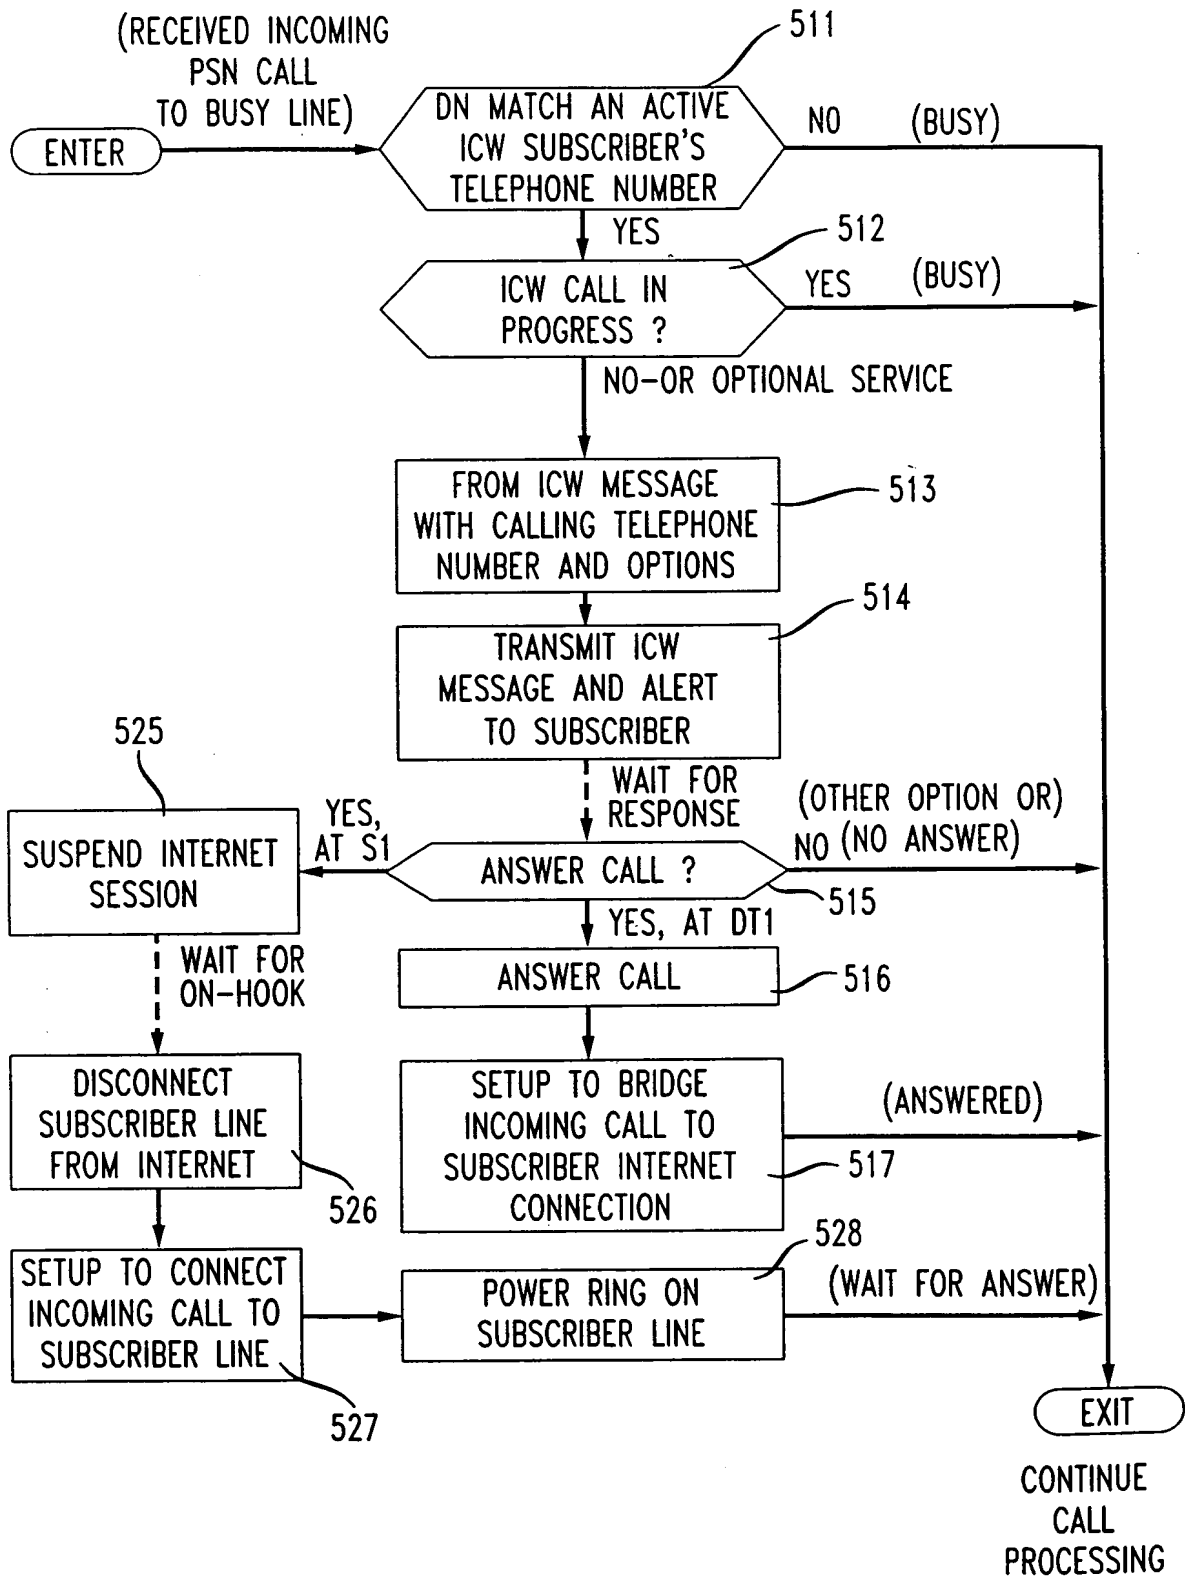 511
(RECEIVED INCOMING
PSN CALL
TO BUSY LINE)
ENTER
DN MATCH AN ACTIVE
ICW SUBSCRIBER'S
TELEPHONE NUMBER
NO (BUSY)
YES
512
ICW CALL IN
PROGRESS ?
YES (BUSY)
NO-OR OPTIONAL SERVICE
FROM ICW MESSAGE
WITH CALLING TELEPHONE
NUMBER AND OPTIONS
513
514
TRANSMIT ICW
MESSAGE AND ALERT
TO SUBSCRIBER
525
WAIT FOR
RESPONSE
(OTHER OPTION OR)
NO (NO ANSWER)
YES,
AT S1
SUSPEND INTERNET
SESSION
ANSWER CALL ?
515
YES, AT DT1
WAIT FOR
ON-HOOK
ANSWER CALL
516
DISCONNECT
SUBSCRIBER LINE
FROM INTERNET
526
SETUP TO BRIDGE
INCOMING CALL TO
SUBSCRIBER INTERNET
CONNECTION
(ANSWERED)
517
528
SETUP TO CONNECT
INCOMING CALL TO
SUBSCRIBER LINE
527
POWER RING ON
SUBSCRIBER LINE
(WAIT FOR ANSWER)
EXIT
CONTINUE
CALL
PROCESSING